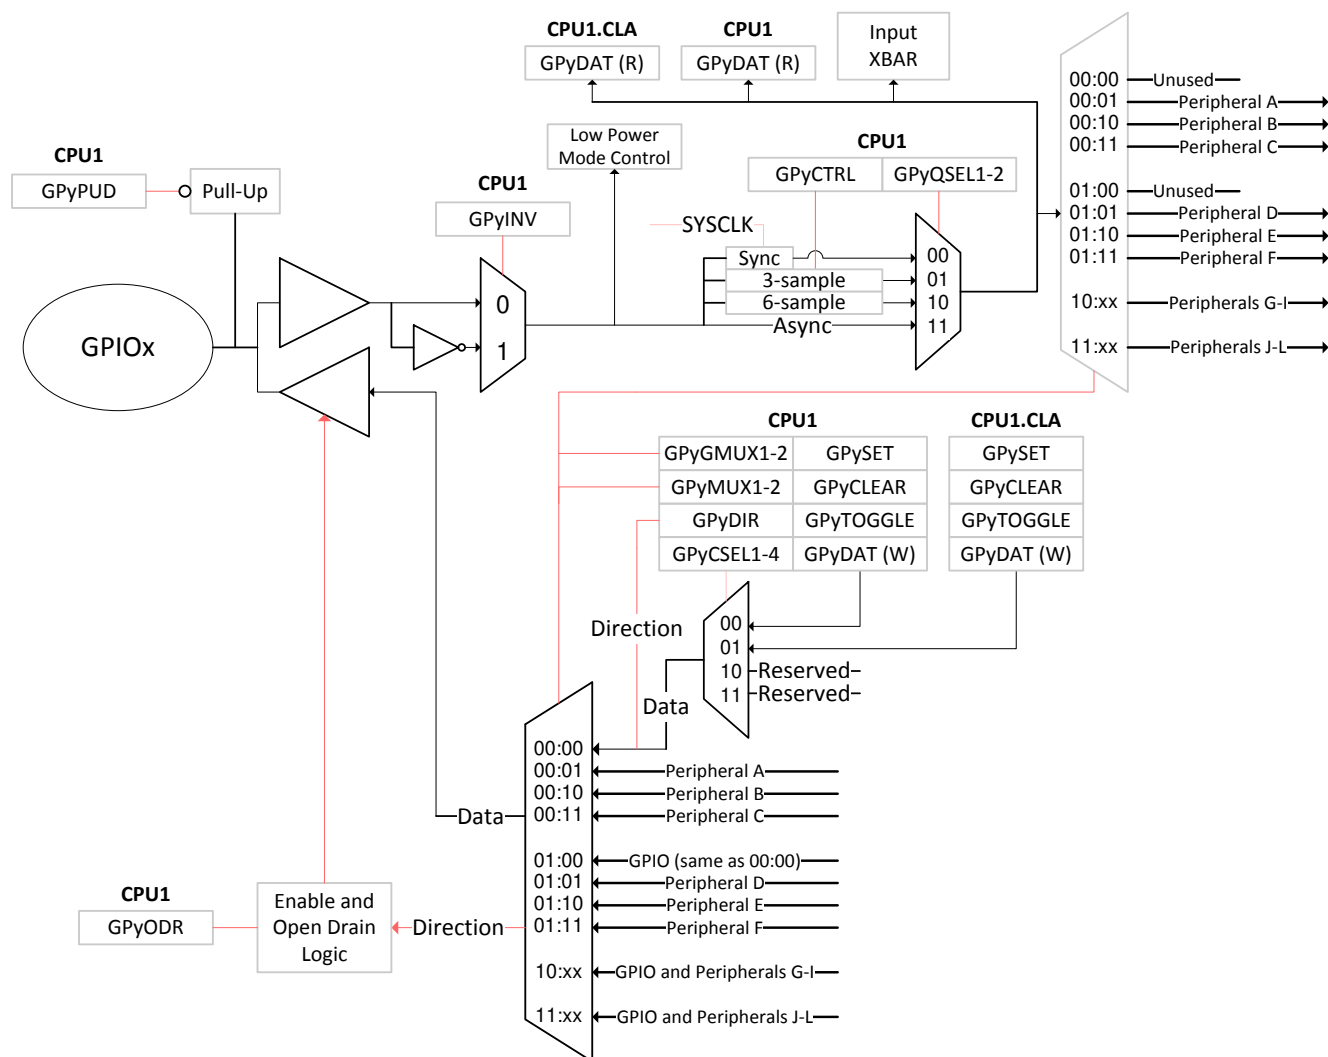 CPU1.CLA
GPyDAT (R)
CPU1
GPyDAT (R)
Input
XBAR
00:00 Unused
00:01 Peripheral A
00:10 Peripheral B
00:11 Peripheral C
01:00 Unused
01:01 Peripheral D
01:10 Peripheral E
01:11 Peripheral F
10:xx Peripherals G-I
11:xx Peripherals J-L
Low Power
Mode Control
CPU1
GPyPUD
Pull-Up
CPU1
GPyINV
CPU1
GPyCTRL
GPyQSEL1-2
SYSCLK
Sync
3-sample
6-sample
Async
00
01
10
11
0
1
GPIOx
CPU1
GPyGMUX1-2
GPySET
GPyMUX1-2
GPyCLEAR
GPyDIR
GPyTOGGLE
GPyCSEL1-4
GPyDAT (W)
CPU1.CLA
GPySET
GPyCLEAR
GPyTOGGLE
GPyDAT (W)
Direction
Data
00
01
10 Reserved
11 Reserved
00:00
00:01 Peripheral A
00:10 Peripheral B
00:11 Peripheral C
01:00 GPIO (same as 00:00)
01:01 Peripheral D
01:10 Peripheral E
01:11 Peripheral F
10:xx GPIO and Peripherals G-I
11:xx GPIO and Peripherals J-L
Data
Direction
CPU1
GPyODR
Enable and
Open Drain
Logic